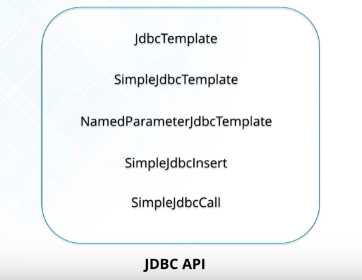 JdbcTemplate
SimpleJdbcTemplate
NamedParameterJdbcTemplate
SimpleJdbcInsert
SimpleJdbcCall
JDBC API